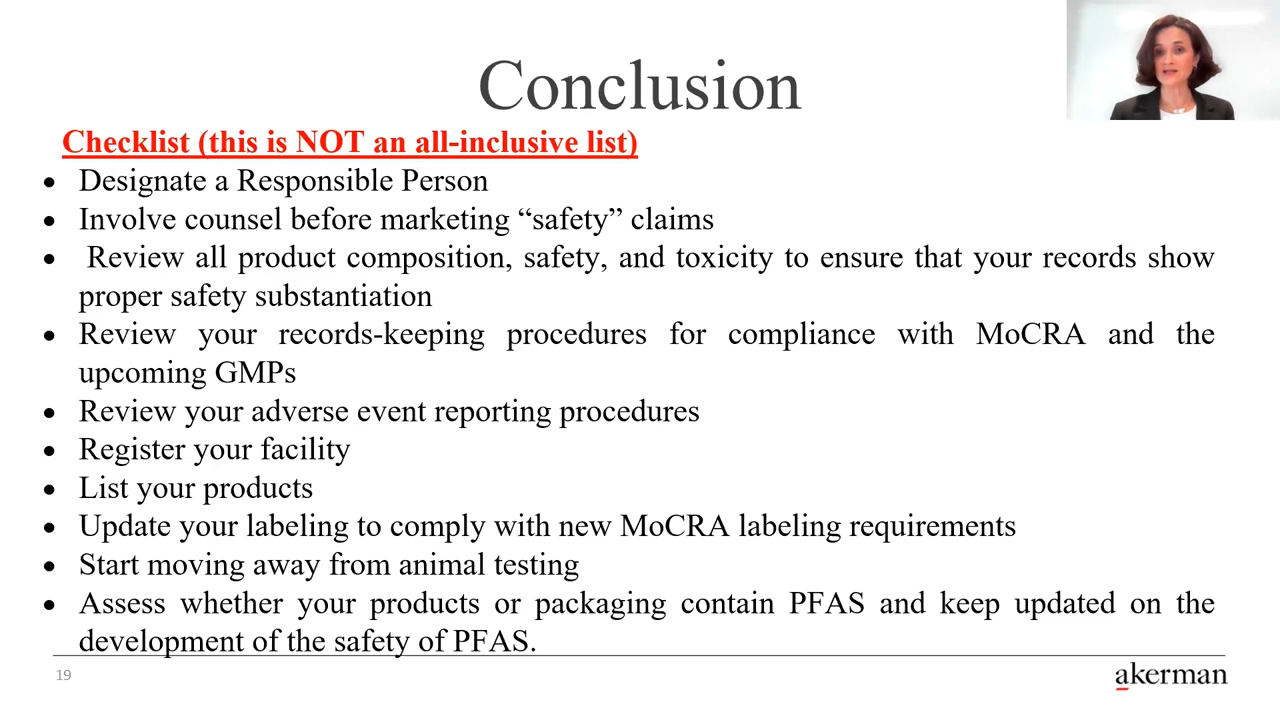 Conclusion
Checklist (this is NOT an all-inclusive list)
• Designate a Responsible Person
• Involve counsel before marketing “safety” claims
• Review all product composition, safety, and toxicity to ensure that your records show
proper safety substantiation
• Review your records-keeping procedures for compliance with MoCRA and the
upcoming GMPs
• Review your adverse event reporting procedures
• Register your facility
• List your products
• Update your labeling to comply with new MoCRA labeling requirements
• Start moving away from animal testing
• Assess whether your products or packaging contain PFAS and keep updated on the
development of the safety of PFAS.
19
akerman